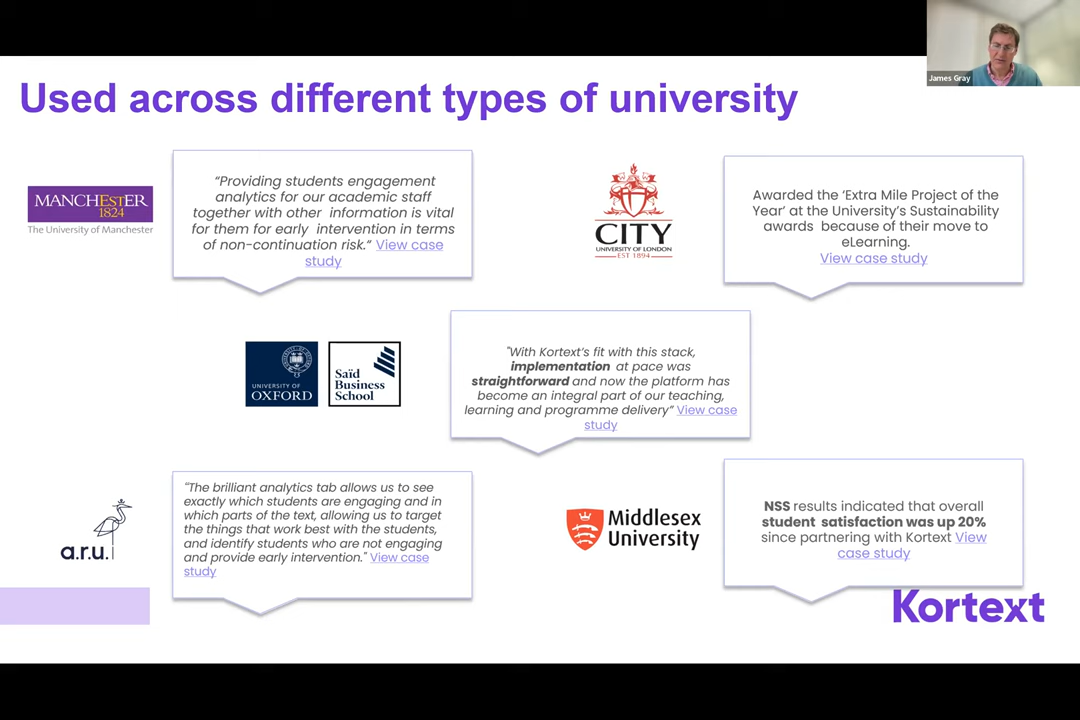 James Gray
Used across different types of university
MANCHESTER
1824
The University of Manchester
“Providing students engagement
analytics for our academic staff
together with other information is vital
for them for early intervention in terms
of non-continuation risk.” View case
study
CITY
UNIVERSITY OF LONDON
EST 1894
Awarded the ‘Extra Mile Project of the
Year’ at the University’s Sustainability
awards because of their move to
eLearning.
View case study
UNIVERSITY OF
OXFORD
Saïd
Business
School
"With Kortext’s fit with this stack,
implementation at pace was
straightforward and now the platform has
become an integral part of our teaching,
learning and programme delivery” View case
study
a.r.u.
"The brilliant analytics tab allows us to see
exactly which students are engaging and in
which parts of the text, allowing us to target
the things that work best with the students,
and identify students who are not engaging
and provide early intervention." View case
study
Middlesex
University
NSS results indicated that overall
student satisfaction was up 20%
since partnering with Kortext View
case study
Kortext